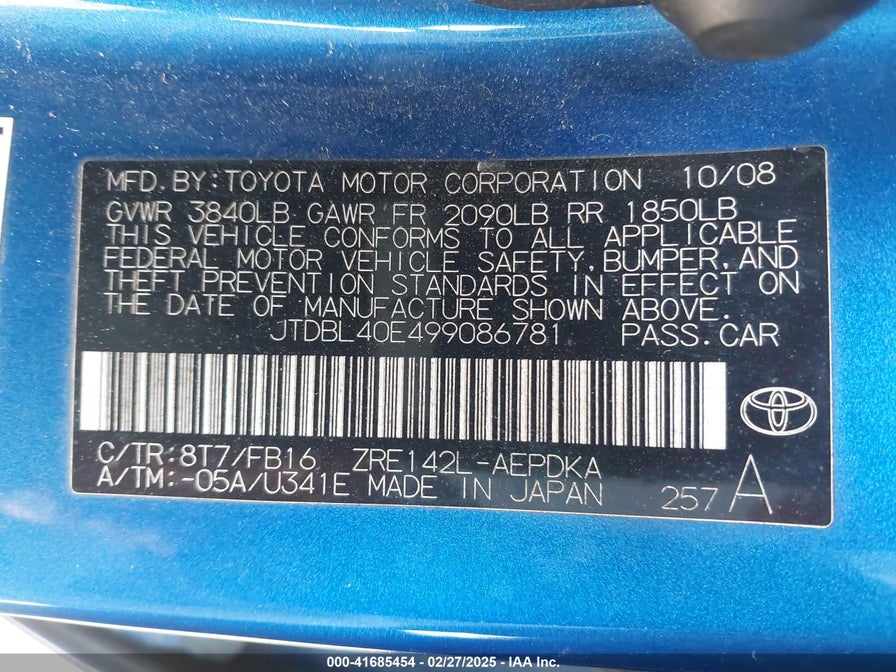 MFD.BY:TOYOTA MOTOR CORPORATION 10/08
GVWR 3840LB GAWR FR 2090LB RR 1850LB
THIS VEHICLE CONFORMS TO ALL APPLICABLE
FEDERAL MOTOR VEHICLE SAFETY,BUMPER,AND
THEFT PREVENTION STANDARDS IN EFFECT ON
THE DATE OF MANUFACTURE SHOWN ABOVE.
JTDBL40E499086781 PASS.CAR
C/TR:8T7/FB16 ZRE142L-AEPDKA
A/TM:-05A/U341E MADE IN JAPAN 257 A
000-41685454 - 02/27/2025 - IAA Inc.